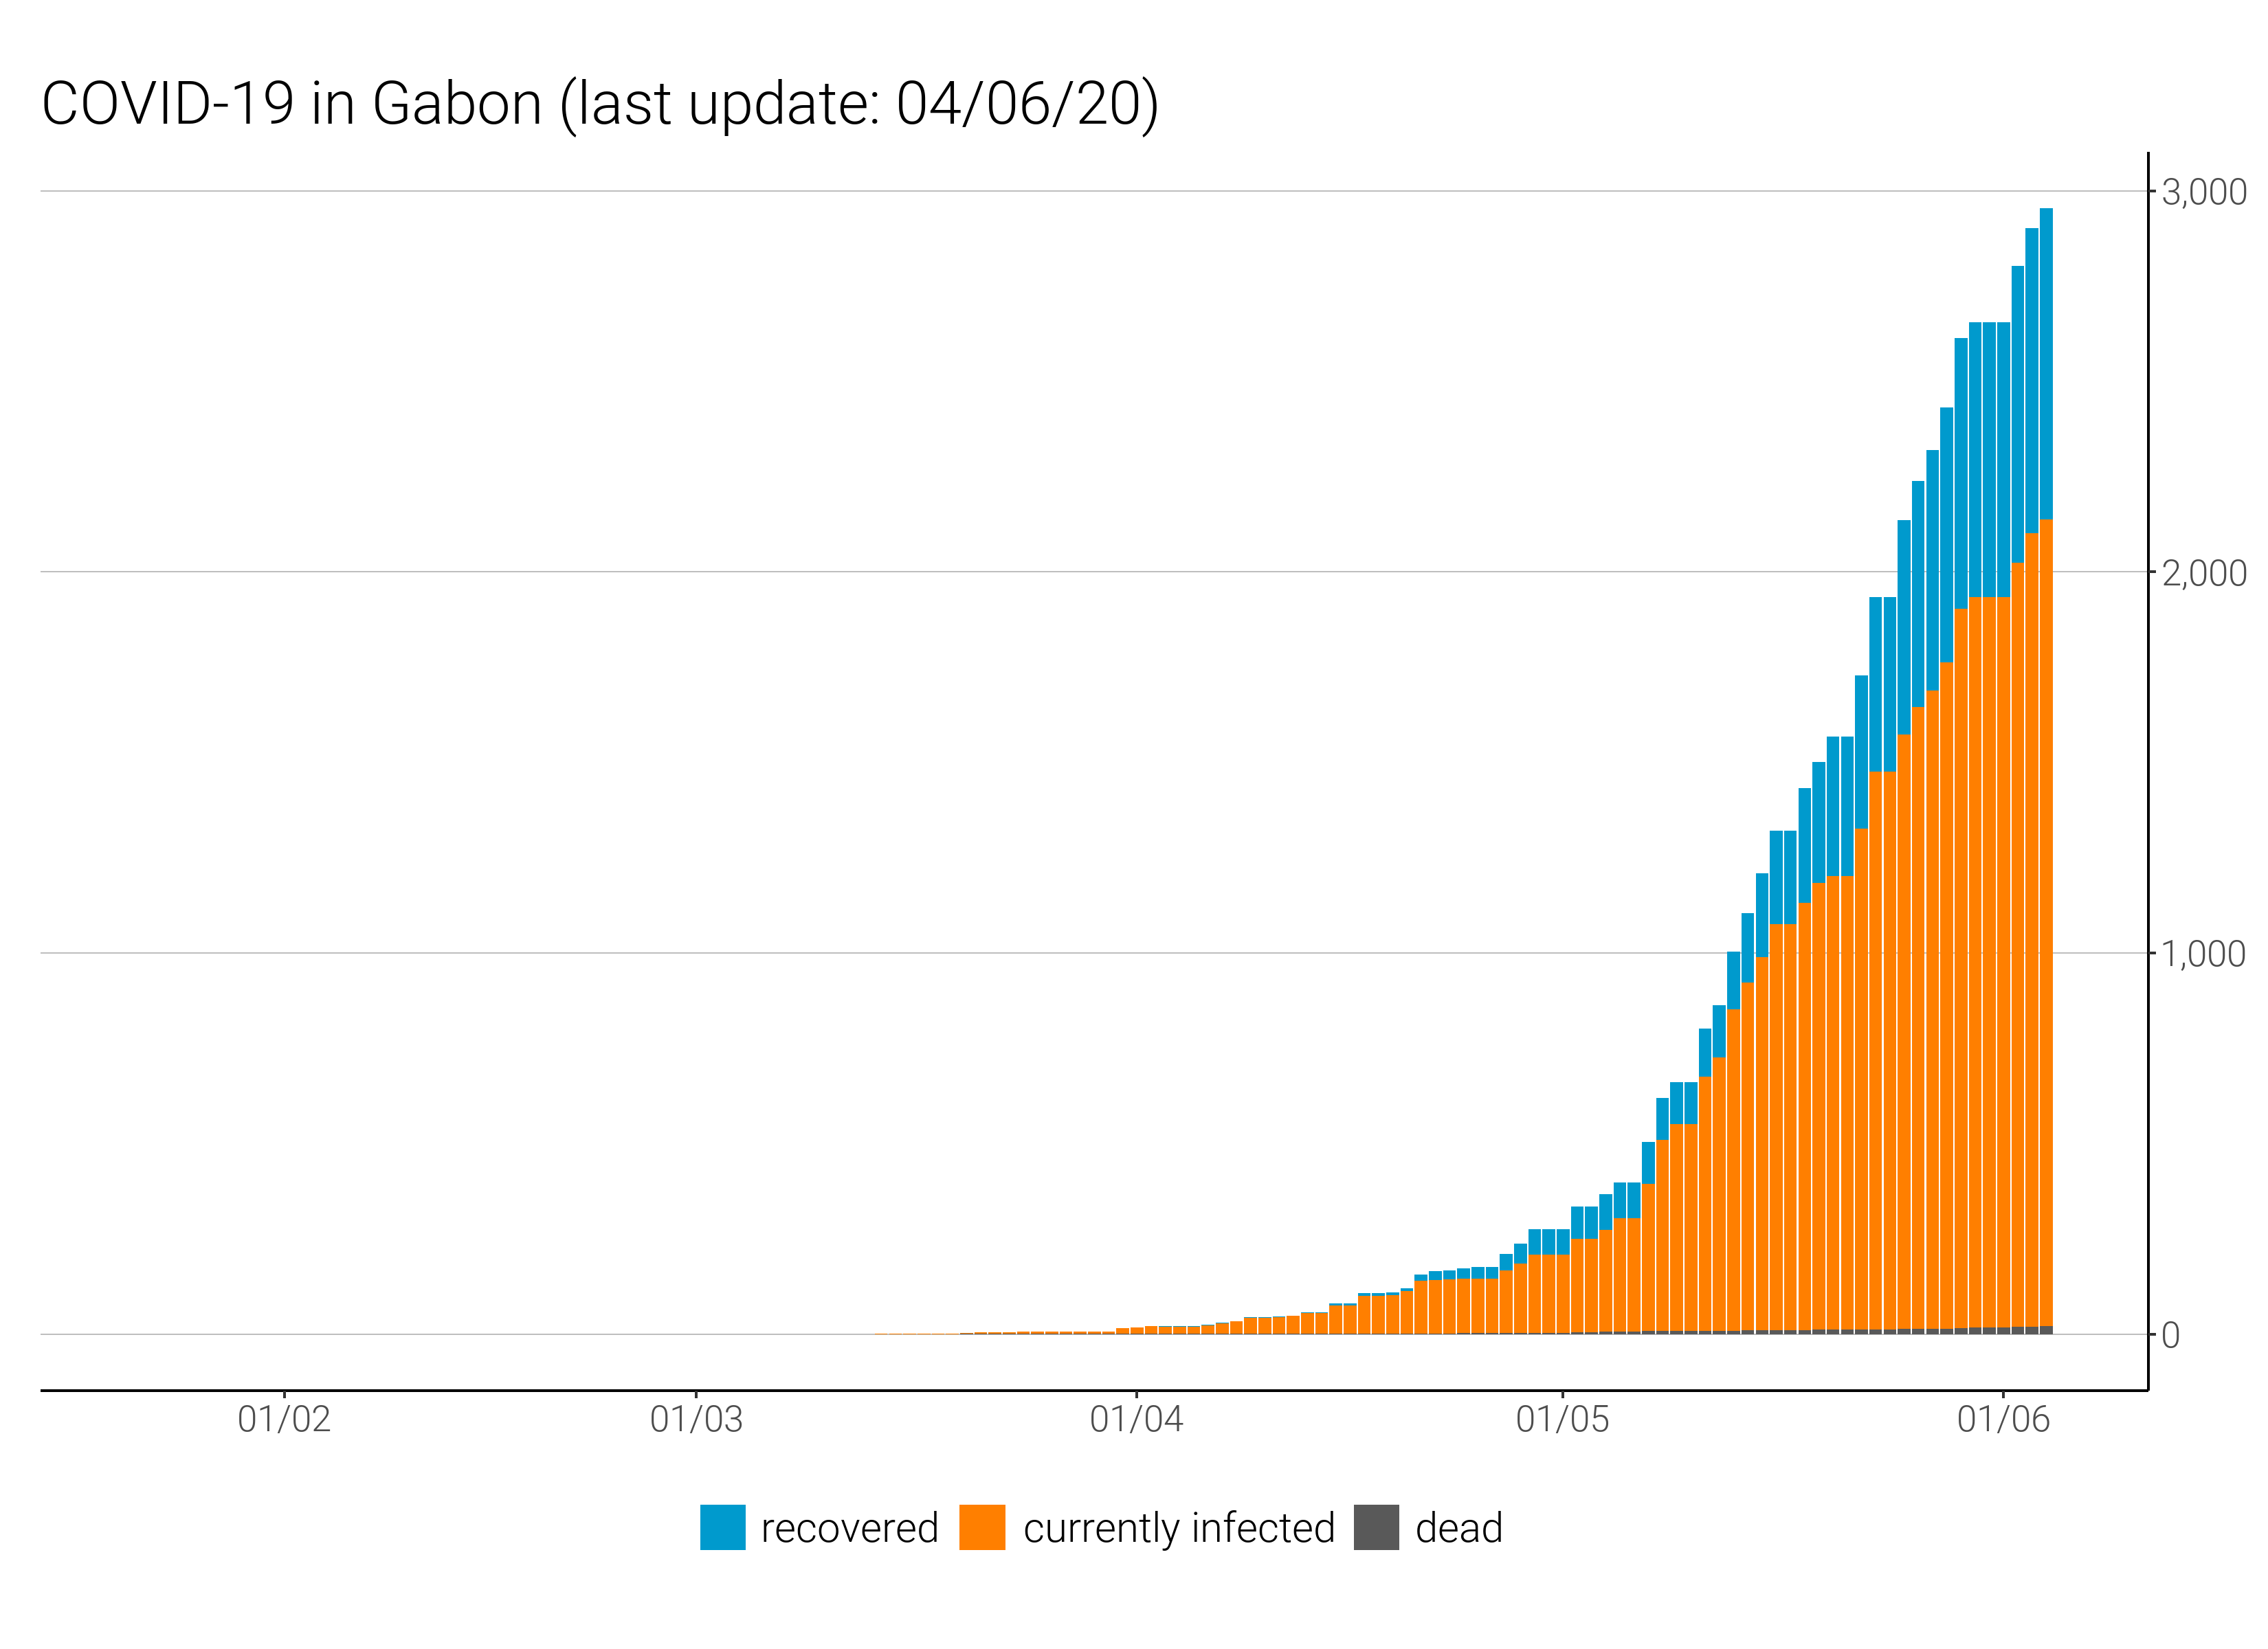 COVID-19 in Gabon (last update: 04/06/20)
3,000
2,000
1,000
0
01/02 01/03 01/04 01/05 01/06
recovered currently infected dead